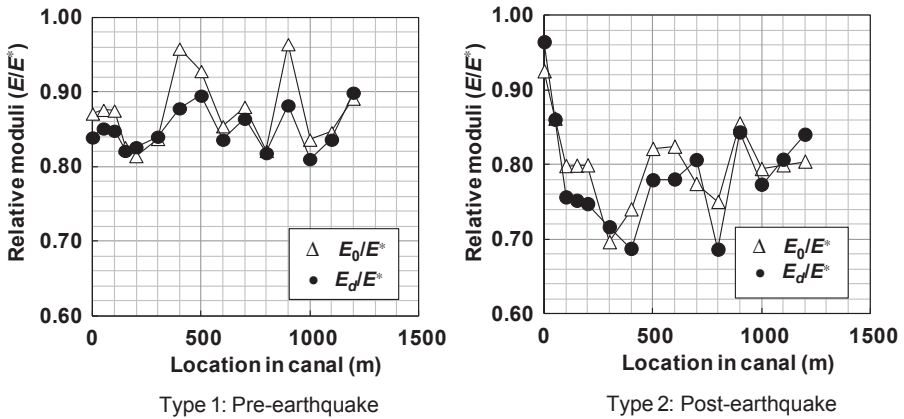 Relative moduli (E/E*)
1.00
0.90
0.80
0.70
0.60
△ E₀/E*
● E_d/E*
0 500 1000 1500
Location in canal (m)
Type 1: Pre-earthquake
Relative moduli (E/E*)
1.00
0.90
0.80
0.70
0.60
△ E₀/E*
● E_d/E*
0 500 1000 1500
Location in canal (m)
Type 2: Post-earthquake